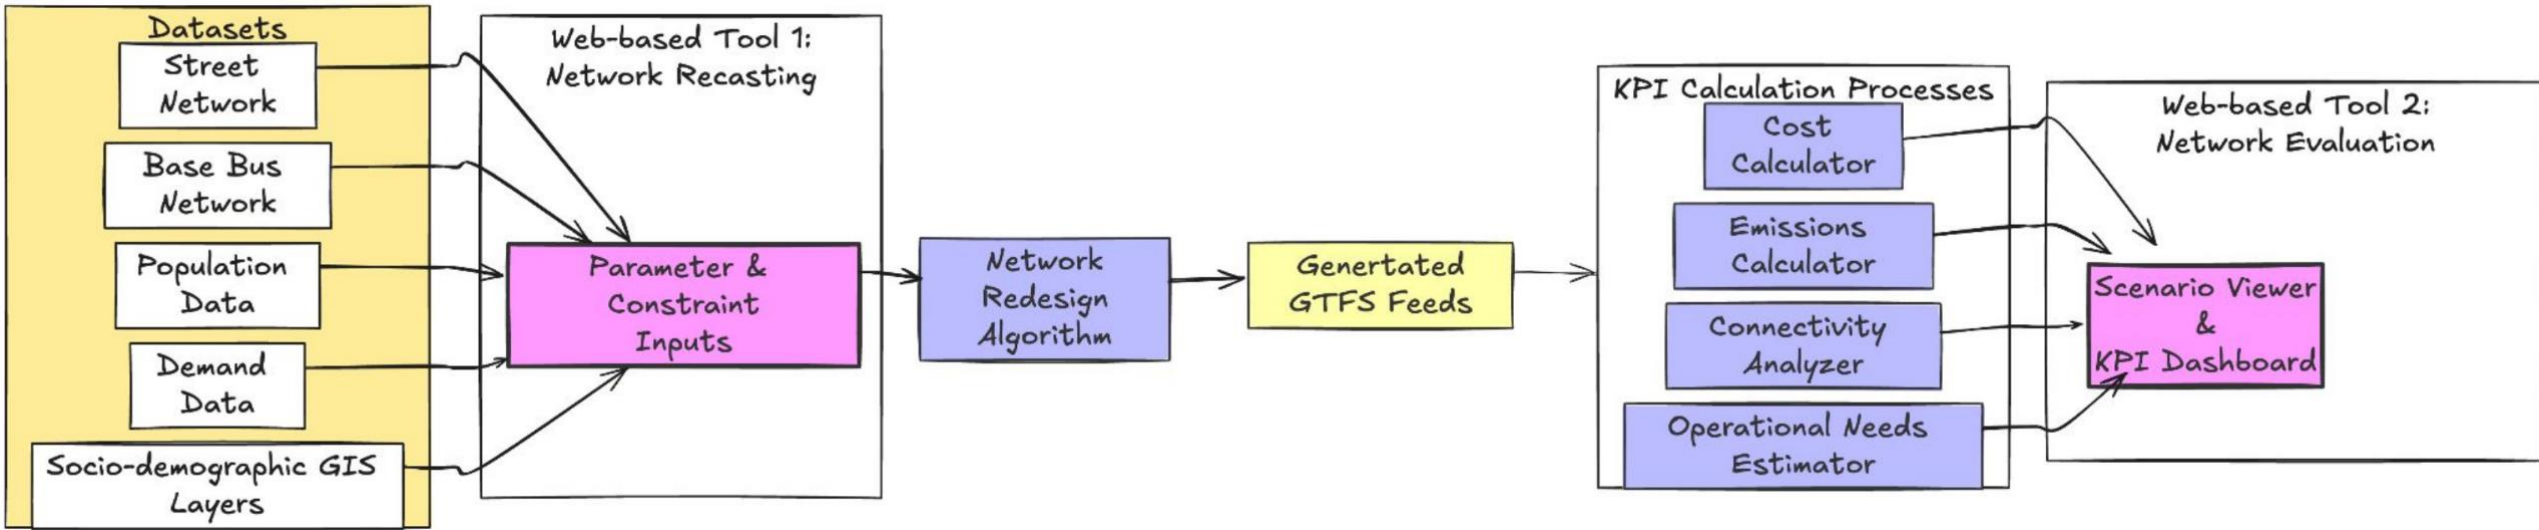 Datasets
Street
Network
Base Bus
Network
Population
Data
Demand
Data
Socio-demographic GIS
Layers
Web-based Tool 1:
Network Recasting
Parameter &
Constraint
Inputs
Network
Redesign
Algorithm
Genertated
GTFS Feeds
KPI Calculation Processes
Cost
Calculator
Emissions
Calculator
Connectivity
Analyzer
Operational Needs
Estimator
Web-based Tool 2:
Network Evaluation
Scenario Viewer
&
KPI Dashboard